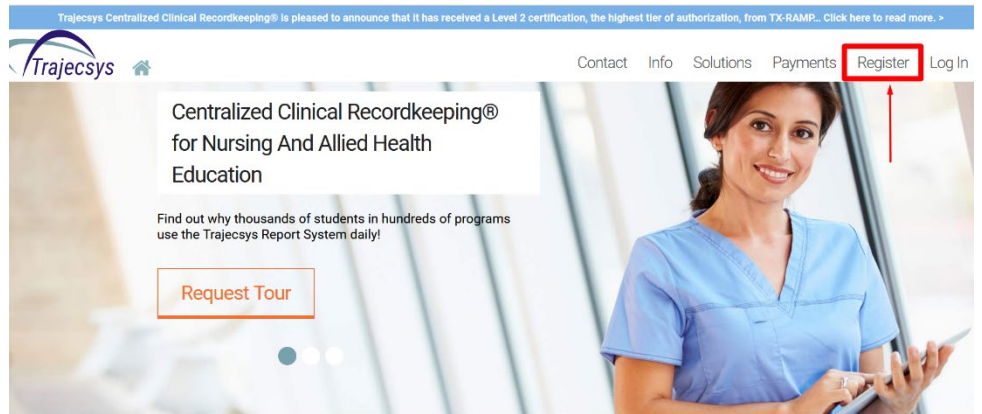 Trajecsys Centralized Clinical Recordkeeping® is pleased to announce that it has received a Level 2 certification, the highest tier of authorization, from TX-RAMP... Click here to read more. >
Trajecsys
Contact Info Solutions Payments Register Log In
Centralized Clinical Recordkeeping®
for Nursing And Allied Health
Education
Find out why thousands of students in hundreds of programs
use the Trajecsys Report System daily!
Request Tour